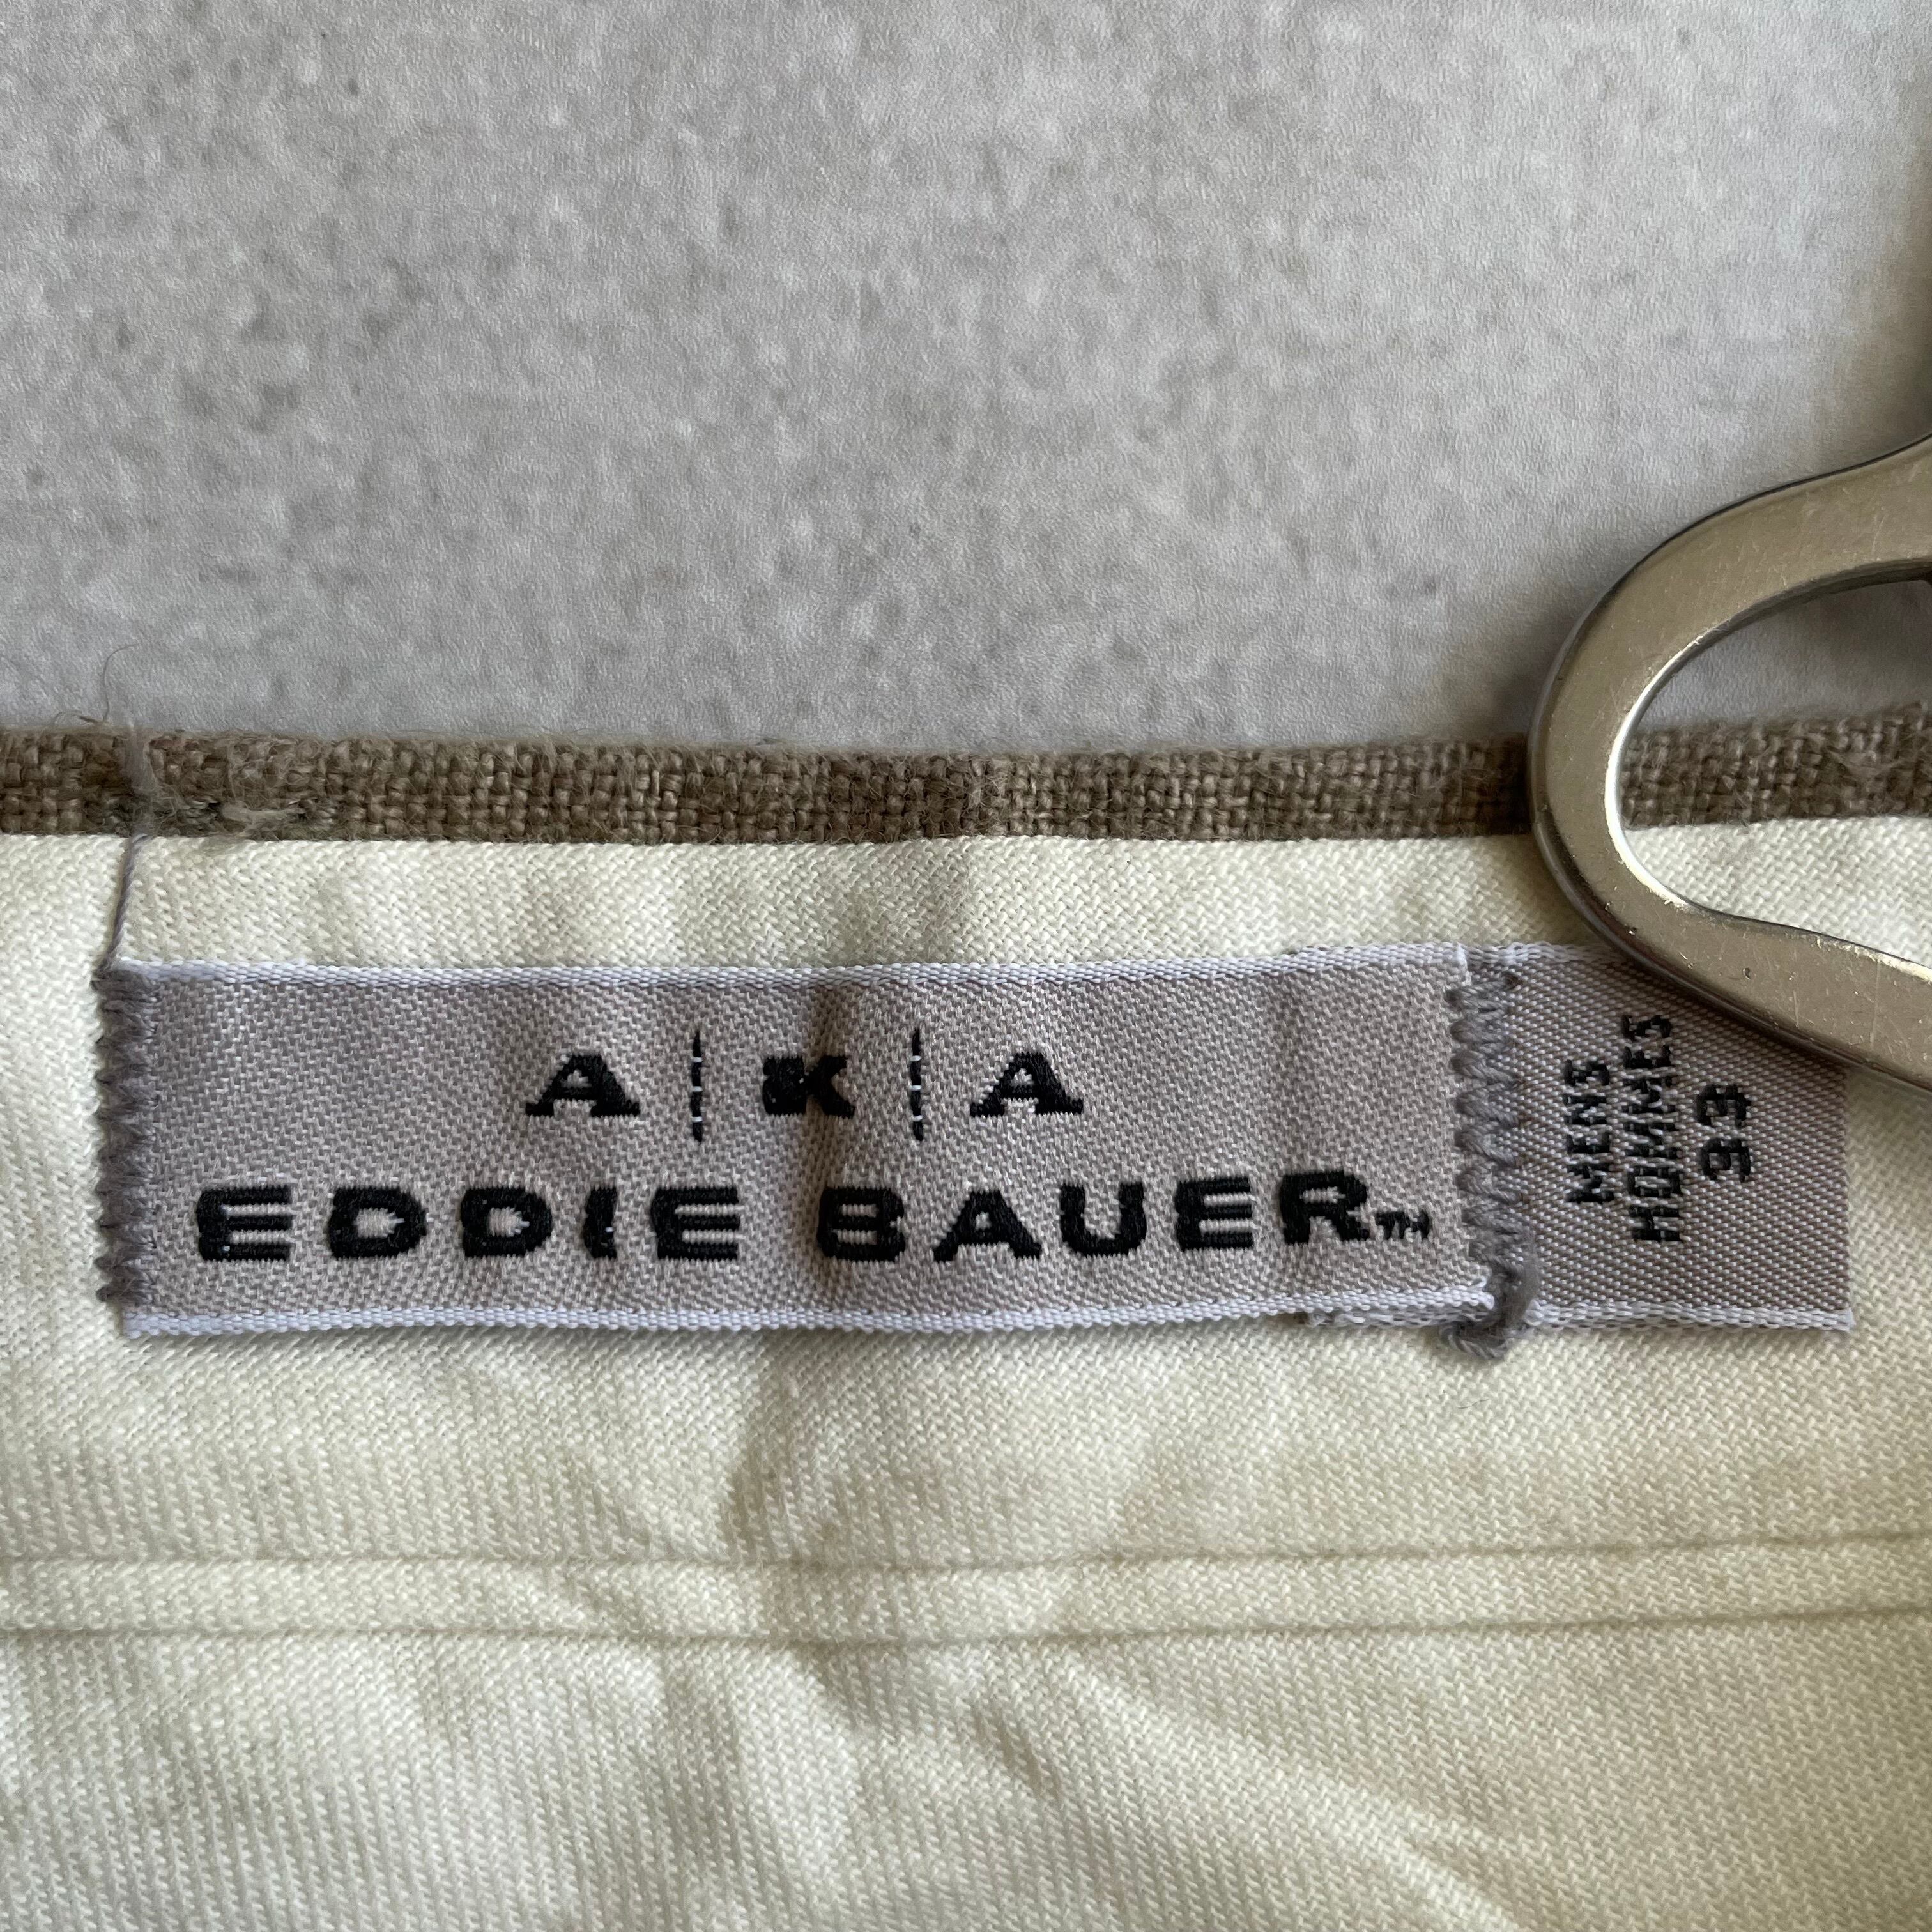 A|K|A
EDDIE BAUER™
MENS
HOMMES
33